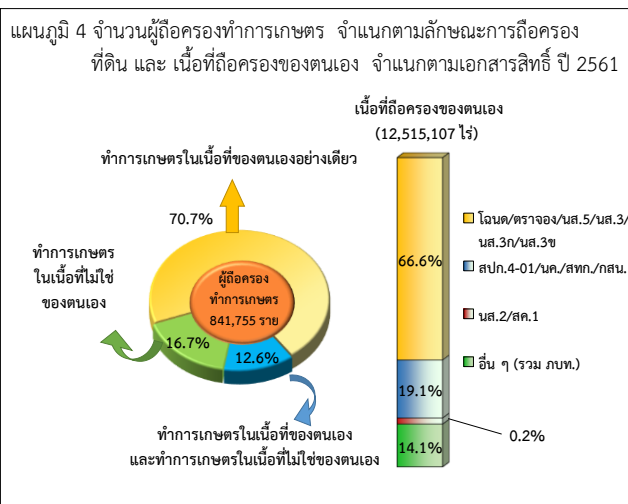 แผนภูมิ 4 จำนวนผู้ถือครองทำการเกษตร จำแนกตามลักษณะการถือครอง
ที่ดิน และ เนื้อที่ถือครองของตนเอง จำแนกตามเอกสารสิทธิ์ ปี 2561
เนื้อที่ถือครองของตนเอง
(12,515,107 ไร่)
ทำการเกษตรในเนื้อที่ของตนเองอย่างเดียว
70.7%
ทำการเกษตร
ในเนื้อที่ไม่ใช่
ของตนเอง
ผู้ถือครอง
ทำการเกษตร
841,755 ราย
16.7%
12.6%
ทำการเกษตรในเนื้อที่ของตนเอง
และทำการเกษตรในเนื้อที่ไม่ใช่ของตนเอง
66.6%
19.1%
0.2%
14.1%
โฉนด/ตราจอง/นส.5/นส.3/
นส.3ก/นส.3ข
สปก.4-01/นค./สทก./กสน.
นส.2/สค.1
อื่น ๆ (รวม ภบท.)